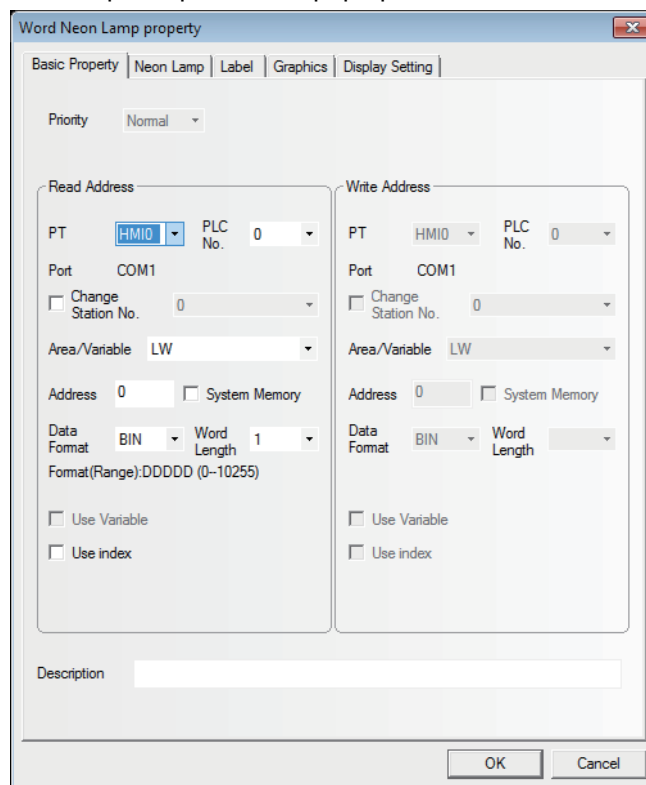 Word Neon Lamp property
Basic Property Neon Lamp Label Graphics Display Setting
Priority Normal
Read Address
PT HMI0 PLC No. 0
Port COM1
Change Station No. 0
Area/Variable LW
Address 0 System Memory
Data Format BIN Word Length 1
Format(Range):DDDDD (0--10255)
Use Variable
Use index
Write Address
PT HMI0 PLC No. 0
Port COM1
Change Station No. 0
Area/Variable LW
Address 0 System Memory
Data Format BIN Word Length
Use Variable
Use index
Description
OK Cancel